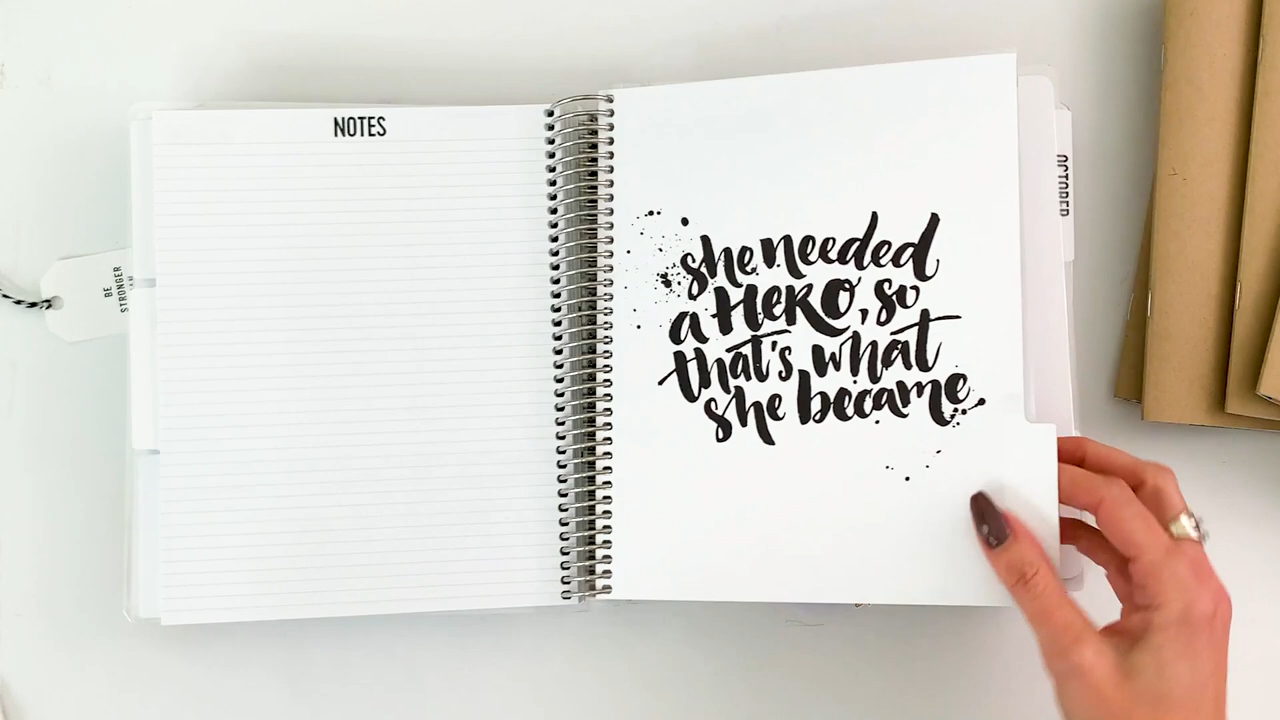 NOTES
she needed
a HERO, so
that's what
she became
OCTOBER
BE
STRONGER